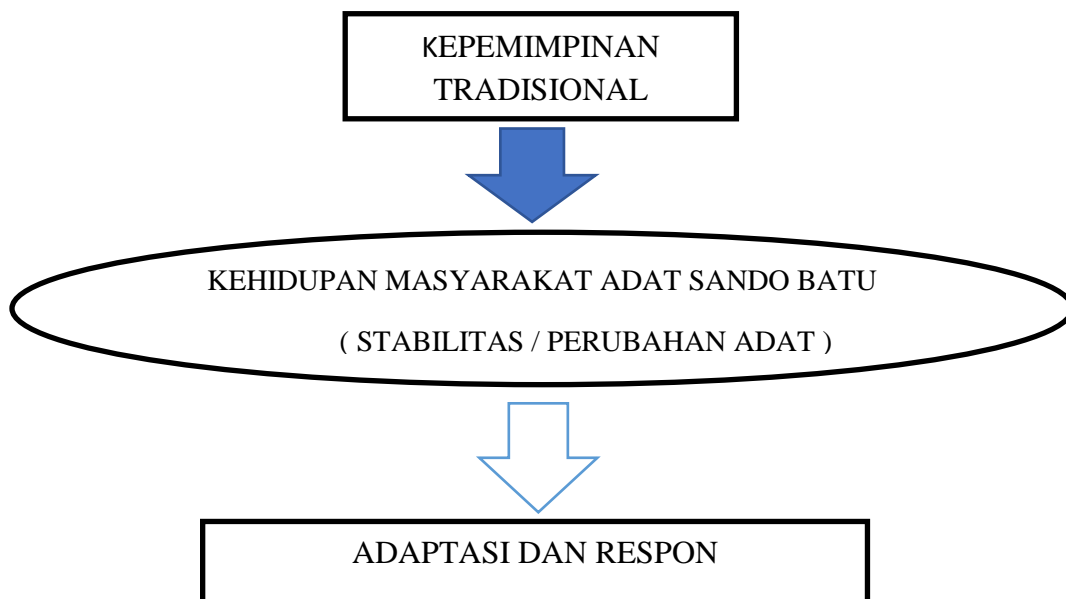 KEPEMIMPINAN
TRADISIONAL
KEHIDUPAN MASYARAKAT ADAT SANDO BATU
( STABILITAS / PERUBAHAN ADAT )
ADAPTASI DAN RESPON